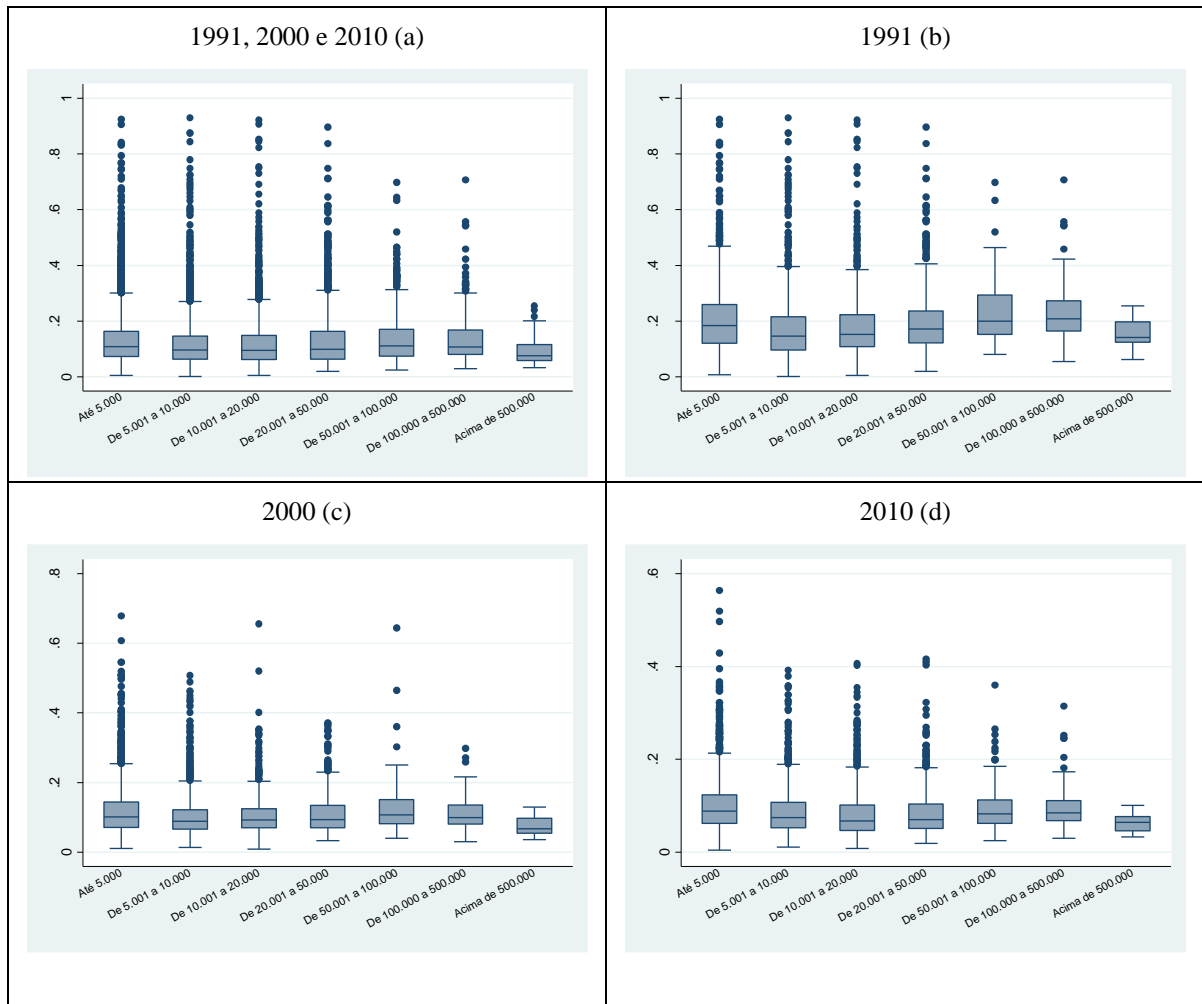 1991, 2000 e 2010 (a)
1
.8
.6
.4
.2
0
Até 5.000
De 5.001 a 10.000
De 10.001 a 20.000
De 20.001 a 50.000
De 50.001 a 100.000
De 100.000 a 500.000
Acima de 500.000
1991 (b)
1
.8
.6
.4
.2
0
Até 5.000
De 5.001 a 10.000
De 10.001 a 20.000
De 20.001 a 50.000
De 50.001 a 100.000
De 100.000 a 500.000
Acima de 500.000
2000 (c)
.8
.6
.4
.2
0
Até 5.000
De 5.001 a 10.000
De 10.001 a 20.000
De 20.001 a 50.000
De 50.001 a 100.000
De 100.000 a 500.000
Acima de 500.000
2010 (d)
.6
.4
.2
0
Até 5.000
De 5.001 a 10.000
De 10.001 a 20.000
De 20.001 a 50.000
De 50.001 a 100.000
De 100.000 a 500.000
Acima de 500.000